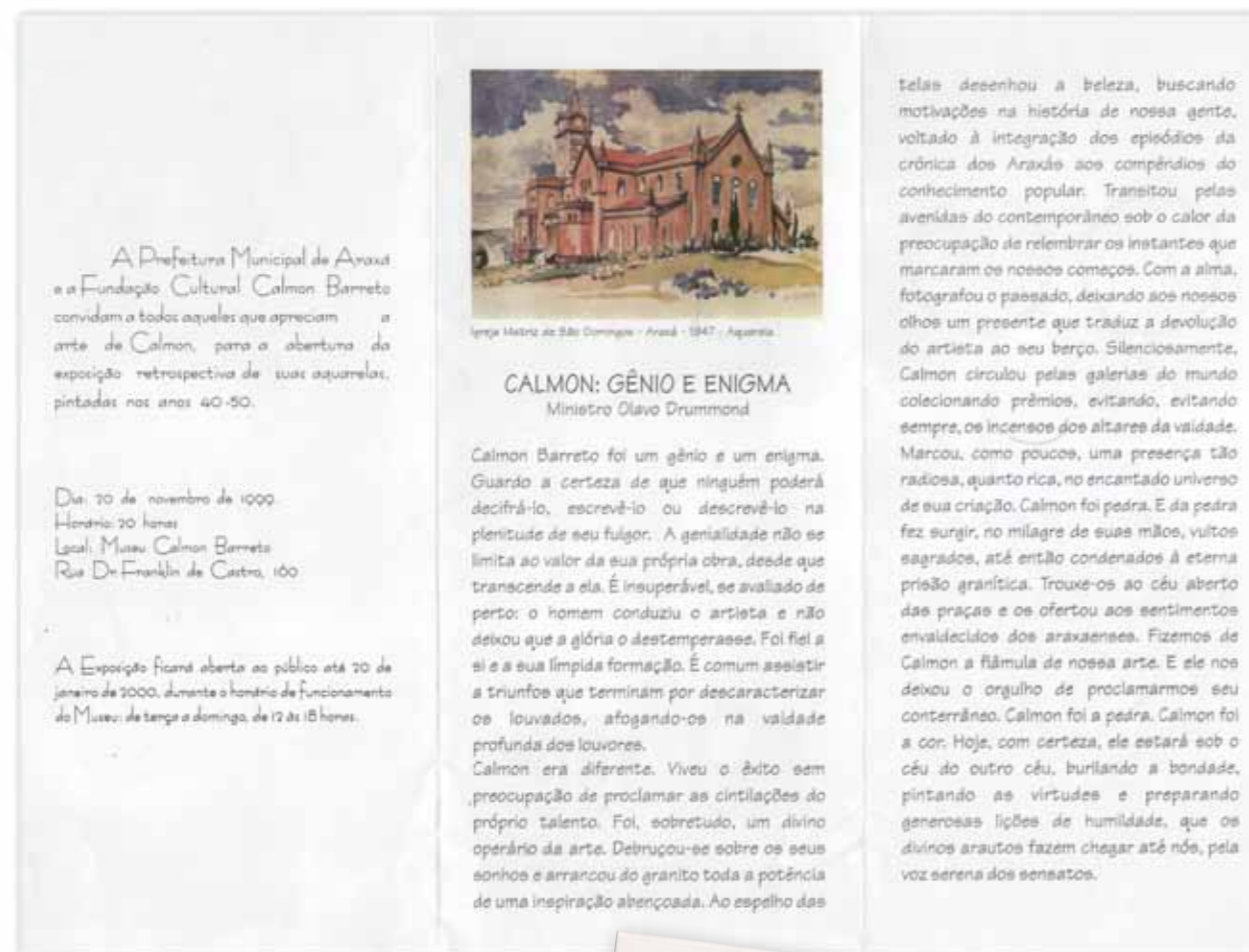 A Prefeitura Municipal de Araxá
e a Fundação Cultural Calmon Barreto
convidam a todos aqueles que apreciam a
arte de Calmon, para a abertura da
exposição retrospectiva de suas aquarelas,
pintadas nos anos 40-50.
Dia: 20 de novembro de 1999
Horário: 20 horas
Local: Museu Calmon Barreto
Rua Dr Franklin de Castro, 160
A Exposição ficará aberta ao público até 20 de
janeiro de 2000, durante o horário de funcionamento
do Museu: de terça a domingo, de 12 às 18 horas.
Igreja Matriz de São Domingos - Araxá - 1947 - Aquarela
CALMON: GÊNIO E ENIGMA
Ministro Olavo Drummond
Calmon Barreto foi um gênio e um enigma.
Guardo a certeza de que ninguém poderá
decifrá-lo, escrevê-lo ou descrevê-lo na
plenitude de seu fulgor. A genialidade não se
limita ao valor da sua própria obra, desde que
transcende a ela. É insuperável, se avaliado de
perto: o homem conduziu o artista e não
deixou que a glória o destemperasse. Foi fiel a
si e a sua límpida formação. É comum assistir
a triunfos que terminam por descaracterizar
os louvados, afogando-os na vaidade
profunda dos louvores.
Calmon era diferente. Viveu o êxito sem
preocupação de proclamar as cintilações do
próprio talento. Foi, sobretudo, um divino
operário da arte. Debruçou-se sobre os seus
sonhos e arrancou do granito toda a potência
de uma inspiração abençoada. Ao espelho das
telas desenhou a beleza, buscando
motivações na história de nossa gente,
voltado à integração dos episódios da
crônica dos Araxás aos compêndios do
conhecimento popular. Transitou pelas
avenidas do contemporâneo sob o calor da
preocupação de relembrar os instantes que
marcaram os nossos começos. Com a alma,
fotografou o passado, deixando aos nossos
olhos um presente que traduz a devolução
do artista ao seu berço. Silenciosamente,
Calmon circulou pelas galerias do mundo
colecionando prêmios, evitando, evitando
sempre, os incensos dos altares da vaidade.
Marcou, como poucos, uma presença tão
radiosa, quanto rica, no encantado universo
de sua criação. Calmon foi pedra. E da pedra
fez surgir, no milagre de suas mãos, vultos
sagrados, até então condenados à eterna
prisão granítica. Trouxe-os ao céu aberto
das praças e os ofertou aos sentimentos
envaidecidos dos araxaenses. Fizemos de
Calmon a flâmula de nossa arte. E ele nos
deixou o orgulho de proclamarmos seu
conterrâneo. Calmon foi a pedra. Calmon foi
a cor. Hoje, com certeza, ele estará sob o
céu do outro céu, burilando a bondade,
pintando as virtudes e preparando
generosas lições de humildade, que os
divinos arautos fazem chegar até nós, pela
voz serena dos sensatos.